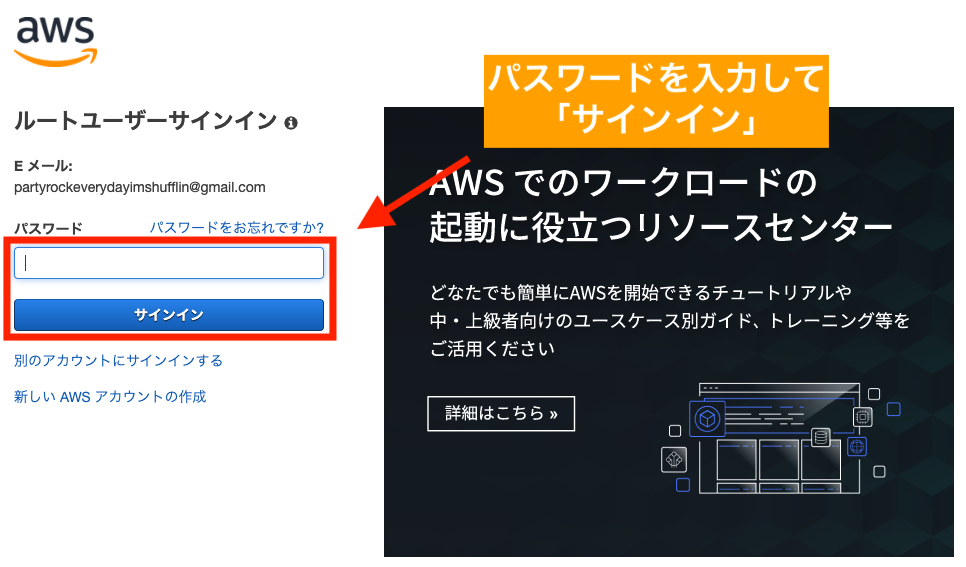 aws
パスワードを入力して
「サインイン」
ルートユーザーサインイン
E メール:
partyrockeverydayimshufflin@gmail.com
パスワード
パスワードをお忘れですか?
サインイン
別のアカウントにサインインする
新しい AWS アカウントの作成
AWS でのワークロードの
起動に役立つリソースセンター
どなたでも簡単にAWSを開始できるチュートリアルや
中・上級者向けのユースケース別ガイド、トレーニング等を
ご活用ください
詳細はこちら »